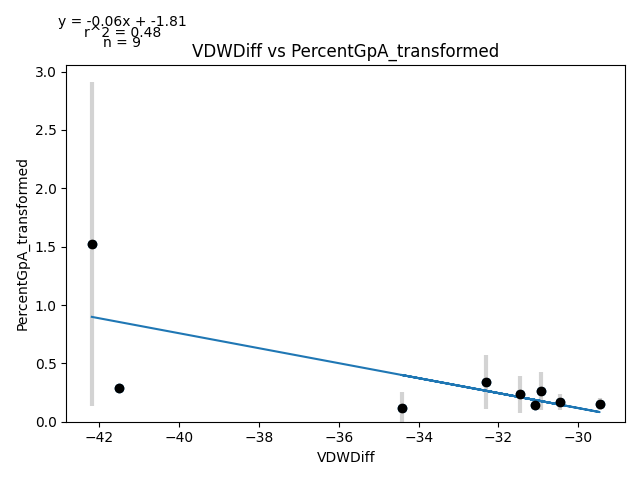 y = -0.06x + -1.81
r^2 = 0.48
n = 9
VDWDiff vs PercentGpA_transformed
PercentGpA_transformed
3.0
2.5
2.0
1.5
1.0
0.5
0.0
−42 −40 −38 −36 −34 −32 −30
VDWDiff